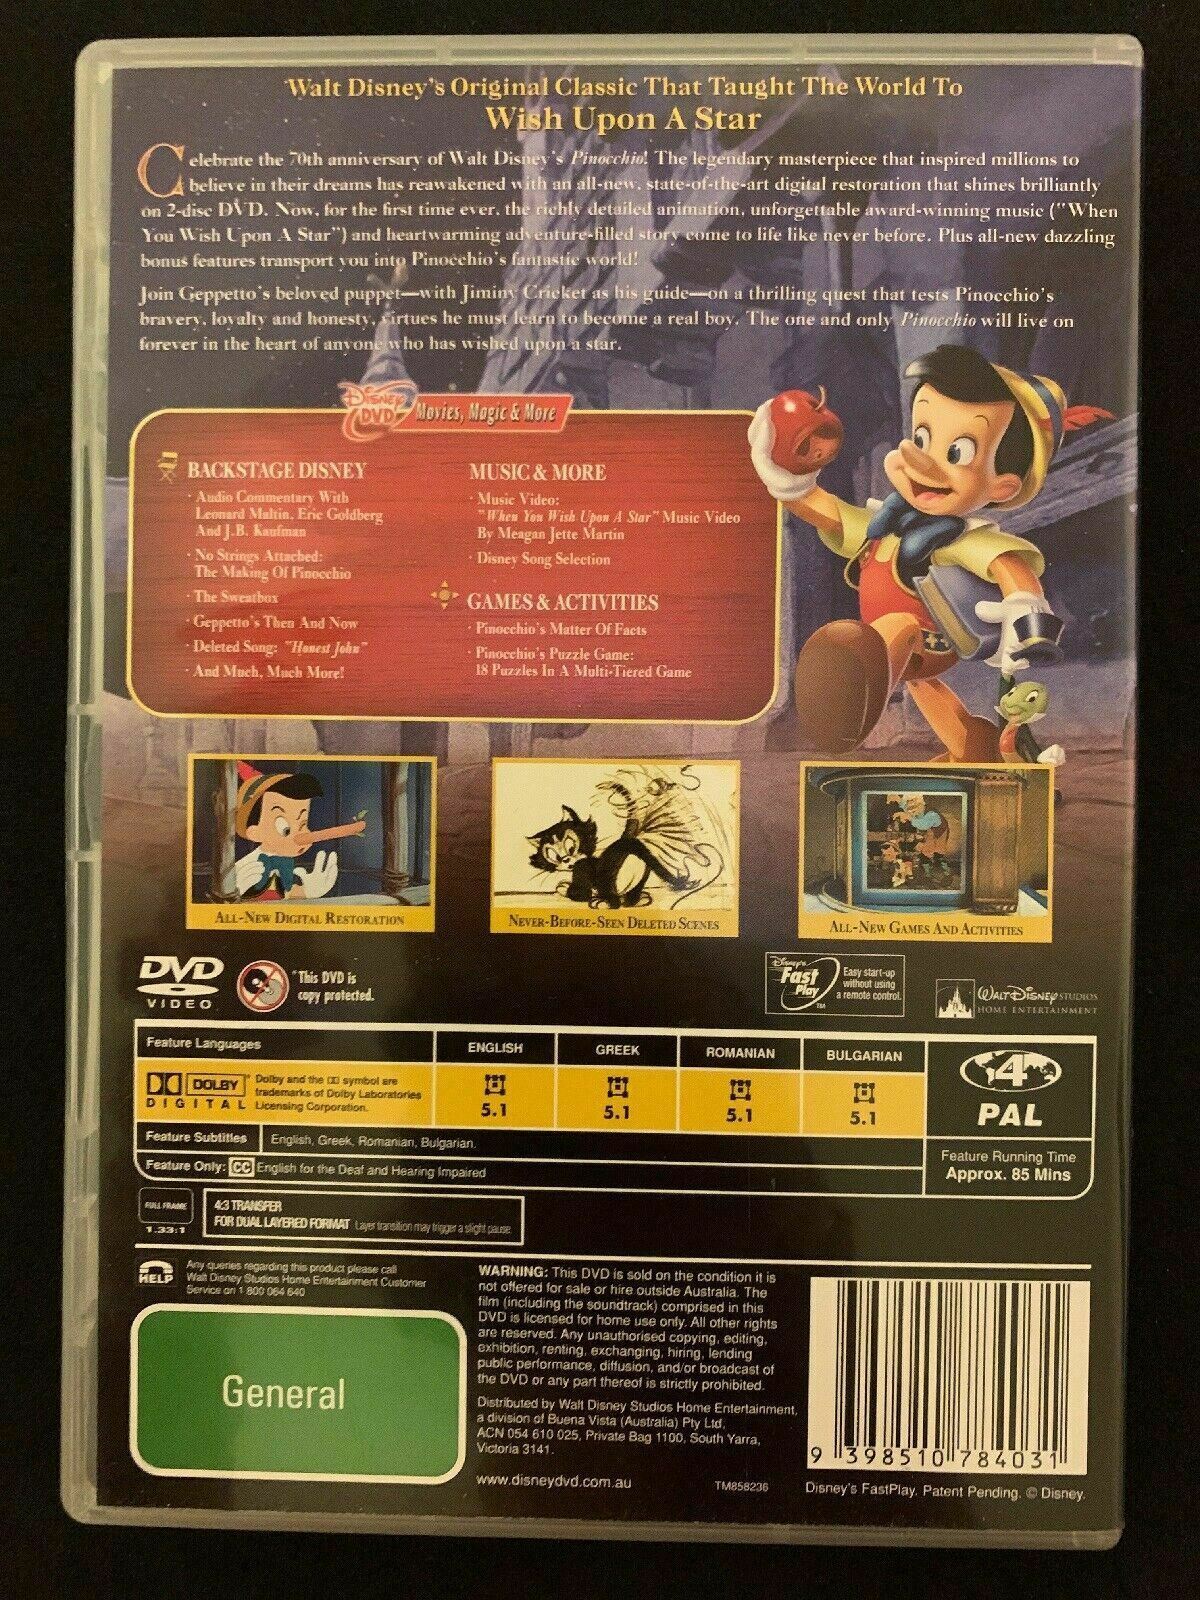 Walt Disney's Original Classic That Taught The World To
Wish Upon A Star
Celebrate the 70th anniversary of Walt Disney's Pinocchio! The legendary masterpiece that inspired millions to
believe in their dreams has reawakened with an all-new, state-of-the-art digital restoration that shines brilliantly
on 2-disc DVD. Now, for the first time ever, the richly detailed animation, unforgettable award-winning music ("When
You Wish Upon A Star") and heartwarming adventure-filled story come to life like never before. Plus all-new dazzling
bonus features transport you into Pinocchio's fantastic world!
Join Geppetto's beloved puppet—with Jiminy Cricket as his guide—on a thrilling quest that tests Pinocchio's
bravery, loyalty and honesty, virtues he must learn to become a real boy. The one and only Pinocchio will live on
forever in the heart of anyone who has wished upon a star.
Disney DVD Movies, Magic & More
BACKSTAGE DISNEY
· Audio Commentary With
Leonard Maltin, Eric Goldberg
And J.B. Kaufman
· No Strings Attached:
The Making Of Pinocchio
· The Sweatbox
· Geppetto's Then And Now
· Deleted Song: "Honest John"
· And Much, Much More!
MUSIC & MORE
· Music Video:
"When You Wish Upon A Star" Music Video
By Meagan Jette Martin
· Disney Song Selection
GAMES & ACTIVITIES
· Pinocchio's Matter Of Facts
· Pinocchio's Puzzle Game:
18 Puzzles In A Multi-Tiered Game
ALL-NEW DIGITAL RESTORATION
NEVER-BEFORE-SEEN DELETED SCENES
ALL-NEW GAMES AND ACTIVITIES
DVD
VIDEO
"This DVD is
copy protected.
Disney's
Fast
Play
TM
Easy start-up
without using
a remote control.
WALT DISNEY STUDIOS
HOME ENTERTAINMENT
Feature Languages
ENGLISH GREEK ROMANIAN BULGARIAN
DOLBY
DIGITAL
Dolby and the DD symbol are
trademarks of Dolby Laboratories
Licensing Corporation.
5.1 5.1 5.1 5.1
4
PAL
Feature Subtitles English, Greek, Romanian, Bulgarian.
Feature Only: CC English for the Deaf and Hearing Impaired
Feature Running Time
Approx. 85 Mins
FULL FRAME
1.33:1
4:3 TRANSFER
FOR DUAL LAYERED FORMAT Layer transition may trigger a slight pause.
HELP
Any queries regarding this product please call
Walt Disney Studios Home Entertainment Customer
Service on 1 800 064 640
General
WARNING: This DVD is sold on the condition it is
not offered for sale or hire outside Australia. The
film (including the soundtrack) comprised in this
DVD is licensed for home use only. All other rights
are reserved. Any unauthorised copying, editing,
exhibition, renting, exchanging, hiring, lending
public performance, diffusion, and/or broadcast of
the DVD or any part thereof is strictly prohibited.
Distributed by Walt Disney Studios Home Entertainment,
a division of Buena Vista (Australia) Pty Ltd,
ACN 054 610 025, Private Bag 1100, South Yarra,
Victoria 3141.
www.disneydvd.com.au
TM858236
9 398510 784031
Disney's FastPlay. Patent Pending. © Disney.